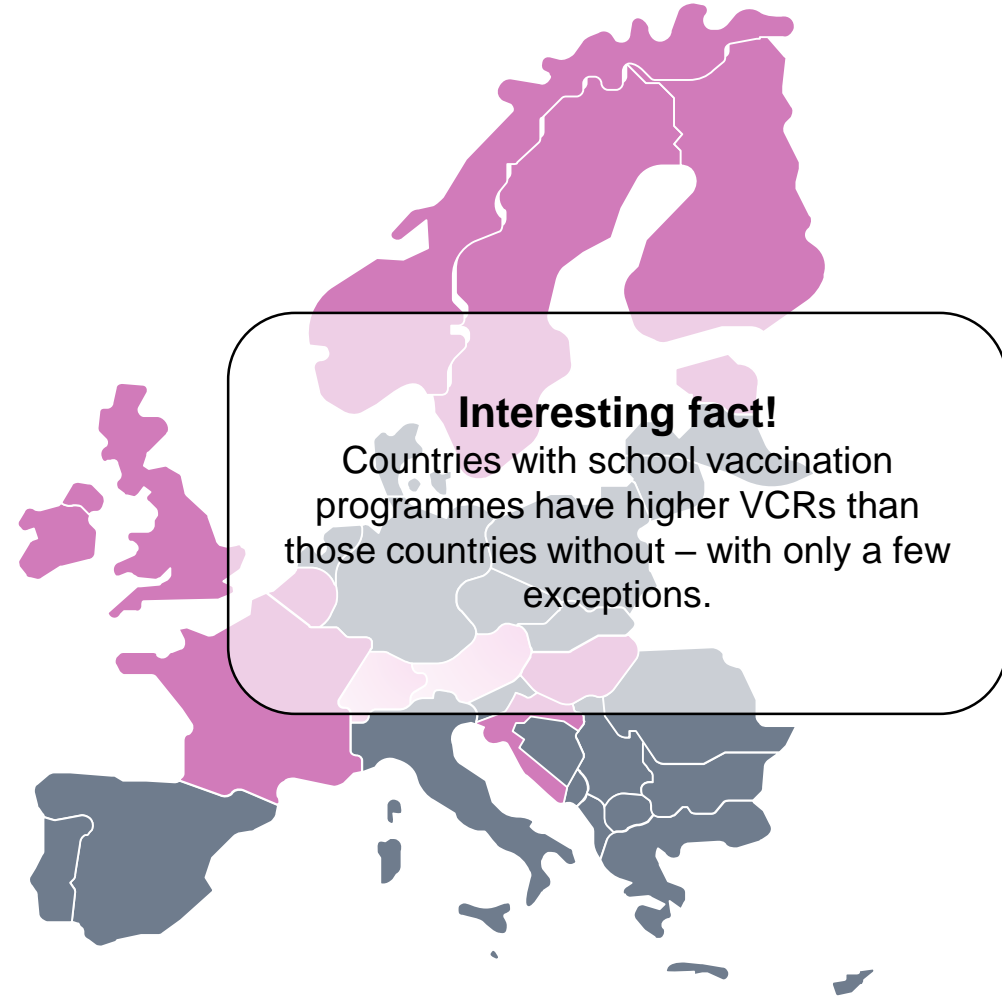 Interesting fact!
Countries with school vaccination
programmes have higher VCRs than
those countries without – with only a few
exceptions.